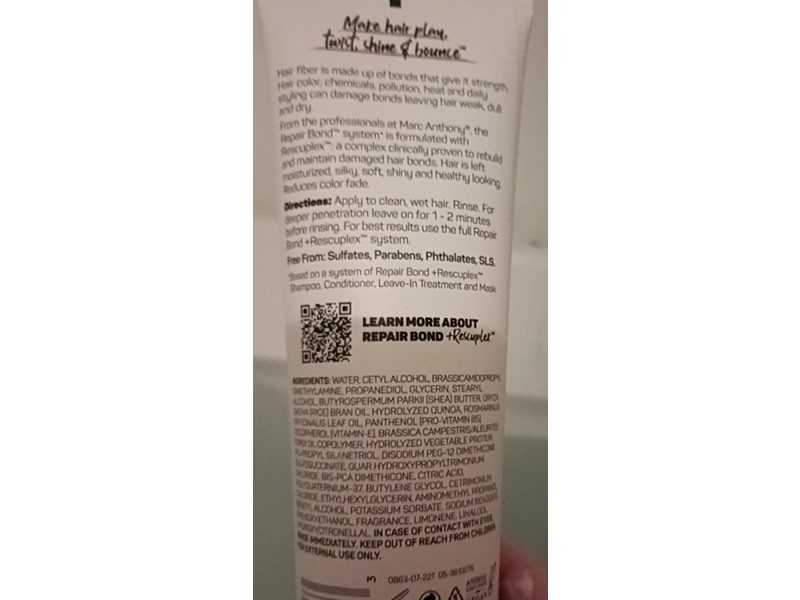 Make hair play,
twist, shine & bounce™
Hair fiber is made up of bonds that give it strength.
Hair color, chemicals, pollution, heat and daily
styling can damage bonds leaving hair weak, dull
and dry.
From the professionals at Marc Anthony®, the
Repair Bond™ system* is formulated with
Rescuplex™; a complex clinically proven to rebuild
and maintain damaged hair bonds. Hair is left
moisturized, silky, soft, shiny and healthy looking.
Reduces color fade.
Directions: Apply to clean, wet hair. Rinse. For
deeper penetration leave on for 1 - 2 minutes
before rinsing. For best results use the full Repair
Bond +Rescuplex™ system.
Free From: Sulfates, Parabens, Phthalates, SLS.
*Based on a system of Repair Bond +Rescuplex™
Shampoo, Conditioner, Leave-In Treatment and Mask
LEARN MORE ABOUT
REPAIR BOND +Rescuplex™
INGREDIENTS: WATER, CETYL ALCOHOL, BRASSICAMIDOPROPYL
DIMETHYLAMINE, PROPANEDIOL, GLYCERIN, STEARYL
ALCOHOL, BUTYROSPERMUM PARKII (SHEA) BUTTER, ORYZA
SATIVA (RICE) BRAN OIL, HYDROLYZED QUINOA, ROSMARINUS
OFFICINALIS LEAF OIL, PANTHENOL (PRO-VITAMIN B5),
TOCOPHEROL (VITAMIN-E), BRASSICA CAMPESTRIS/ALEURITES
FORDI OIL COPOLYMER, HYDROLYZED VEGETABLE PROTEIN
PG-PROPYL SILANETRIOL, DISODIUM PEG-12 DIMETHICONE
SULFOSUCCINATE, GUAR HYDROXYPROPYLTRIMONIUM
CHLORIDE, BIS-PCA DIMETHICONE, CITRIC ACID,
POLYQUATERNIUM-37, BUTYLENE GLYCOL, CETRIMONIUM
CHLORIDE, ETHYLHEXYLGLYCERIN, AMINOMETHYL PROPANOL,
BENZYL ALCOHOL, POTASSIUM SORBATE, SODIUM BENZOATE,
PHENOXYETHANOL, FRAGRANCE, LIMONENE, LINALOOL,
HYDROXYCITRONELLAL. IN CASE OF CONTACT WITH EYES,
RINSE IMMEDIATELY. KEEP OUT OF REACH FROM CHILDREN.
FOR EXTERNAL USE ONLY.
0863-07-221